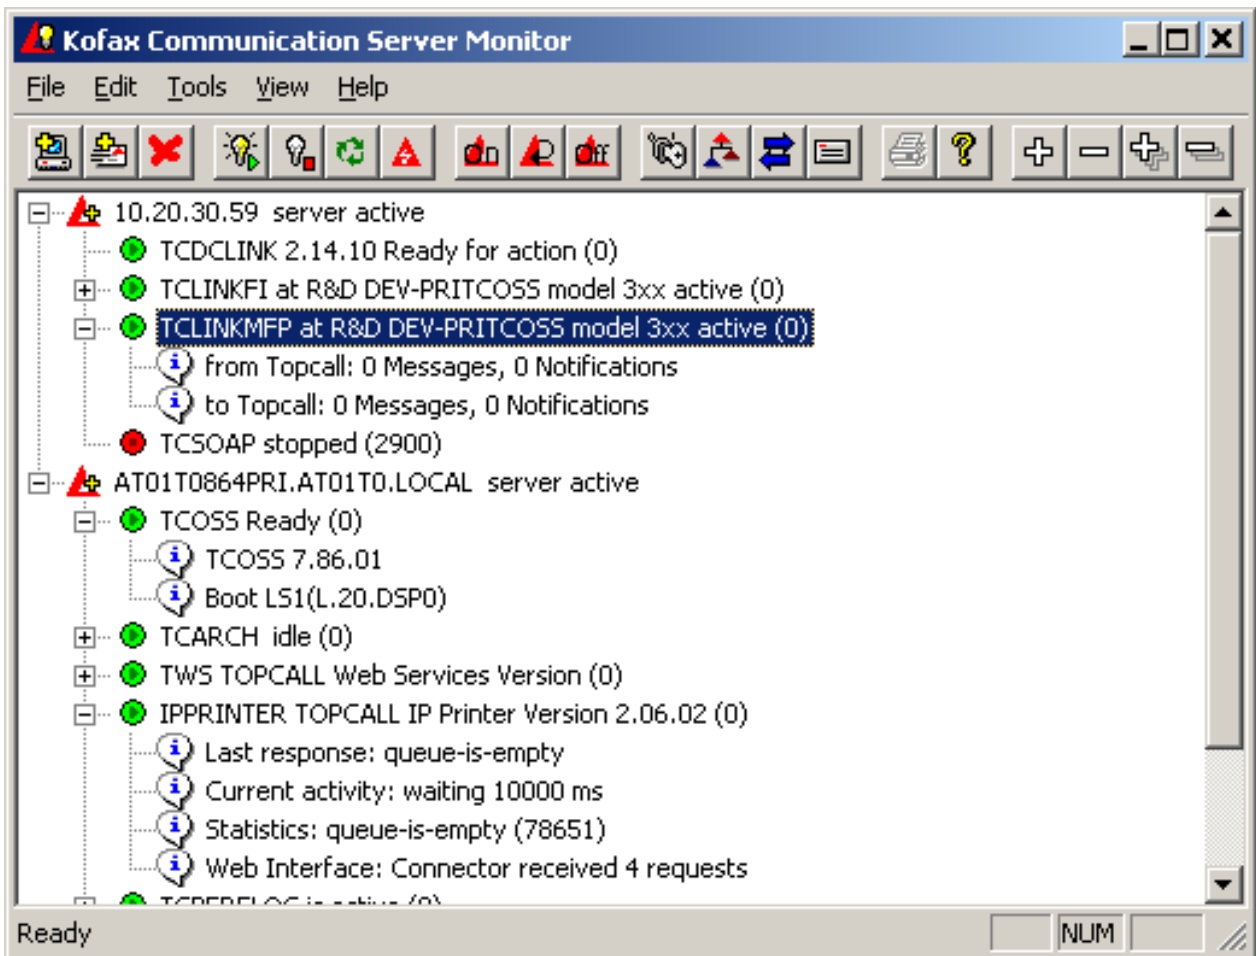 Kofax Communication Server Monitor
File Edit Tools View Help
on off
10.20.30.59 server active
TCDCLINK 2.14.10 Ready for action (0)
TCLINKFI at R&D DEV-PRITCOSS model 3xx active (0)
TCLINKMFP at R&D DEV-PRITCOSS model 3xx active (0)
from Topcall: 0 Messages, 0 Notifications
to Topcall: 0 Messages, 0 Notifications
TCSOAP stopped (2900)
AT01T0864PRI.AT01T0.LOCAL server active
TCOSS Ready (0)
TCOSS 7.86.01
Boot LS1(L.20.DSP0)
TCARCH idle (0)
TWS TOPCALL Web Services Version (0)
IPPRINTER TOPCALL IP Printer Version 2.06.02 (0)
Last response: queue-is-empty
Current activity: waiting 10000 ms
Statistics: queue-is-empty (78651)
Web Interface: Connector received 4 requests
is active (0)
Ready NUM